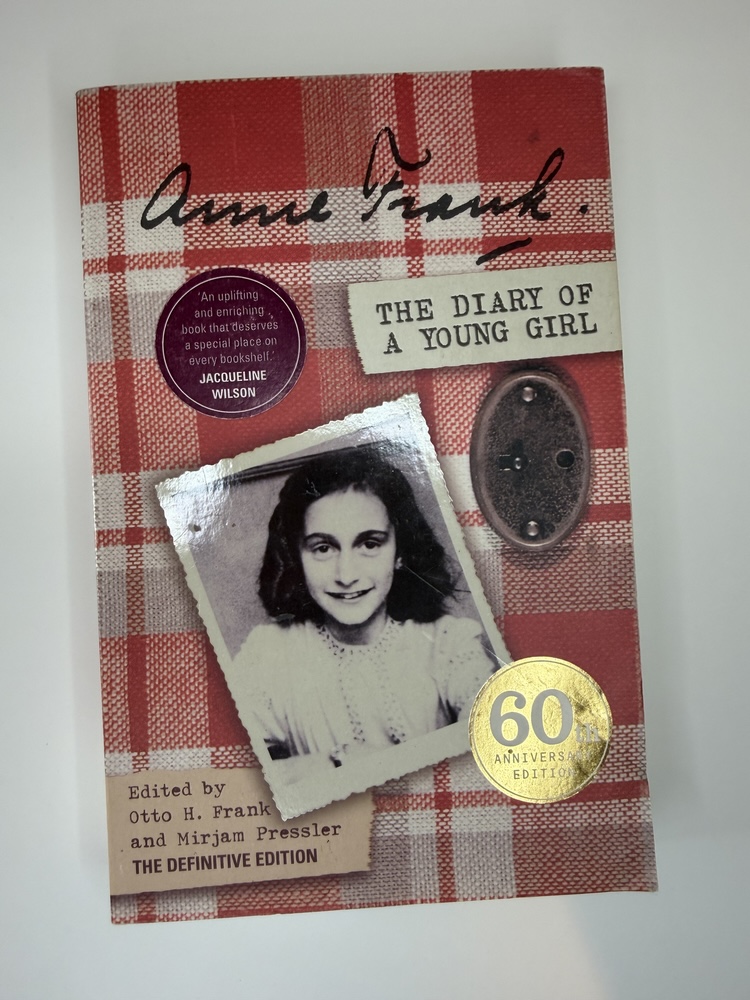 Anne Frank.
THE DIARY OF
A YOUNG GIRL
'An uplifting
and enriching
book that deserves
a special place on
every bookshelf.'
JACQUELINE
WILSON
60TH
ANNIVERSARY
EDITION
Edited by
Otto H. Frank
and Mirjam Pressler
THE DEFINITIVE EDITION